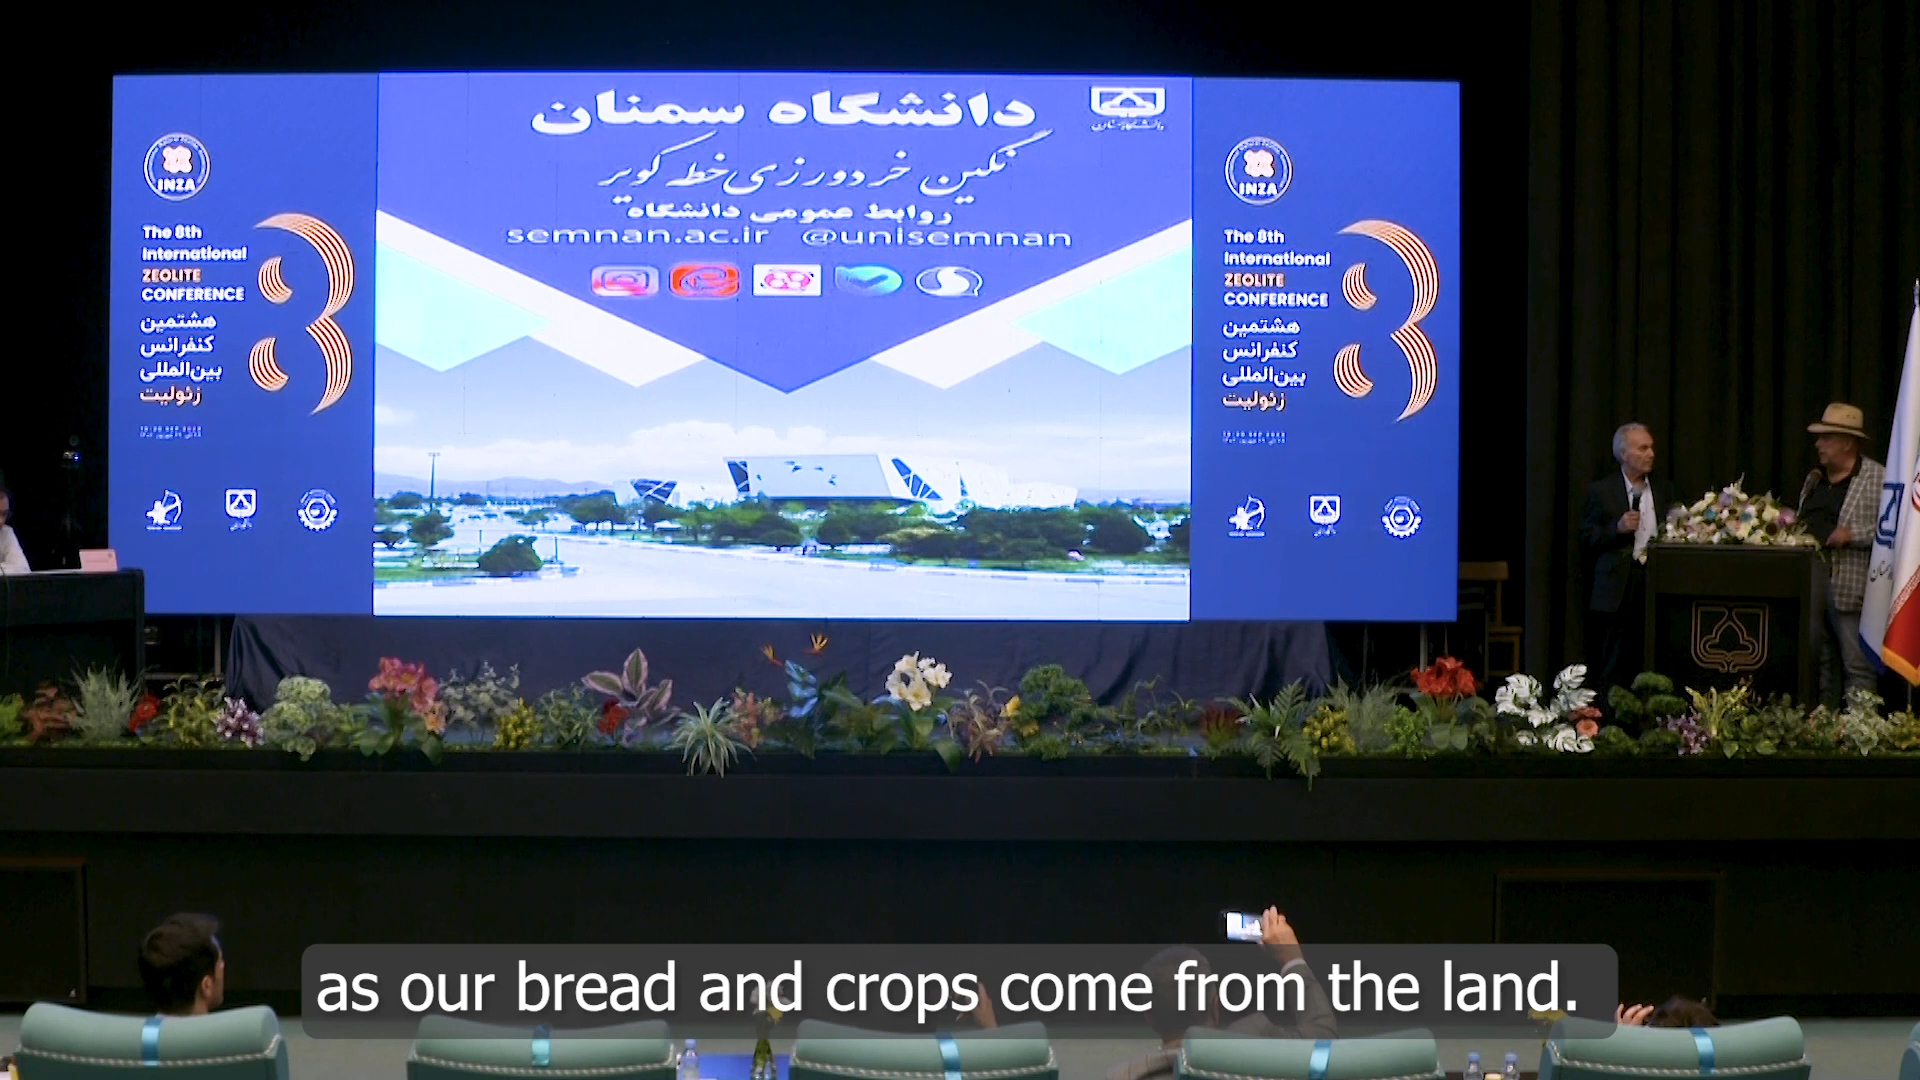 دانشگاه سمنان
نگین خردورزی خطه کویر
روابط عمومی دانشگاه
semnan.ac.ir @unisemnan
INZA
The 8th
International
ZEOLITE
CONFERENCE
هشتمین
کنفرانس
بین‌المللی
زئولیت
INZA
The 8th
International
ZEOLITE
CONFERENCE
هشتمین
کنفرانس
بین‌المللی
زئولیت
as our bread and crops come from the land.